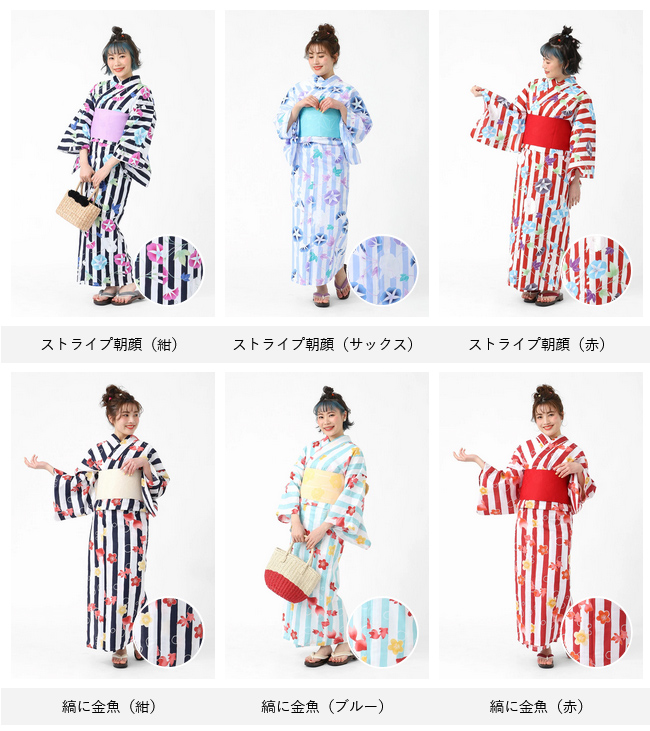 ストライプ朝顔（紺）
ストライプ朝顔（サックス）
ストライプ朝顔（赤）
縞に金魚（紺）
縞に金魚（ブルー）
縞に金魚（赤）